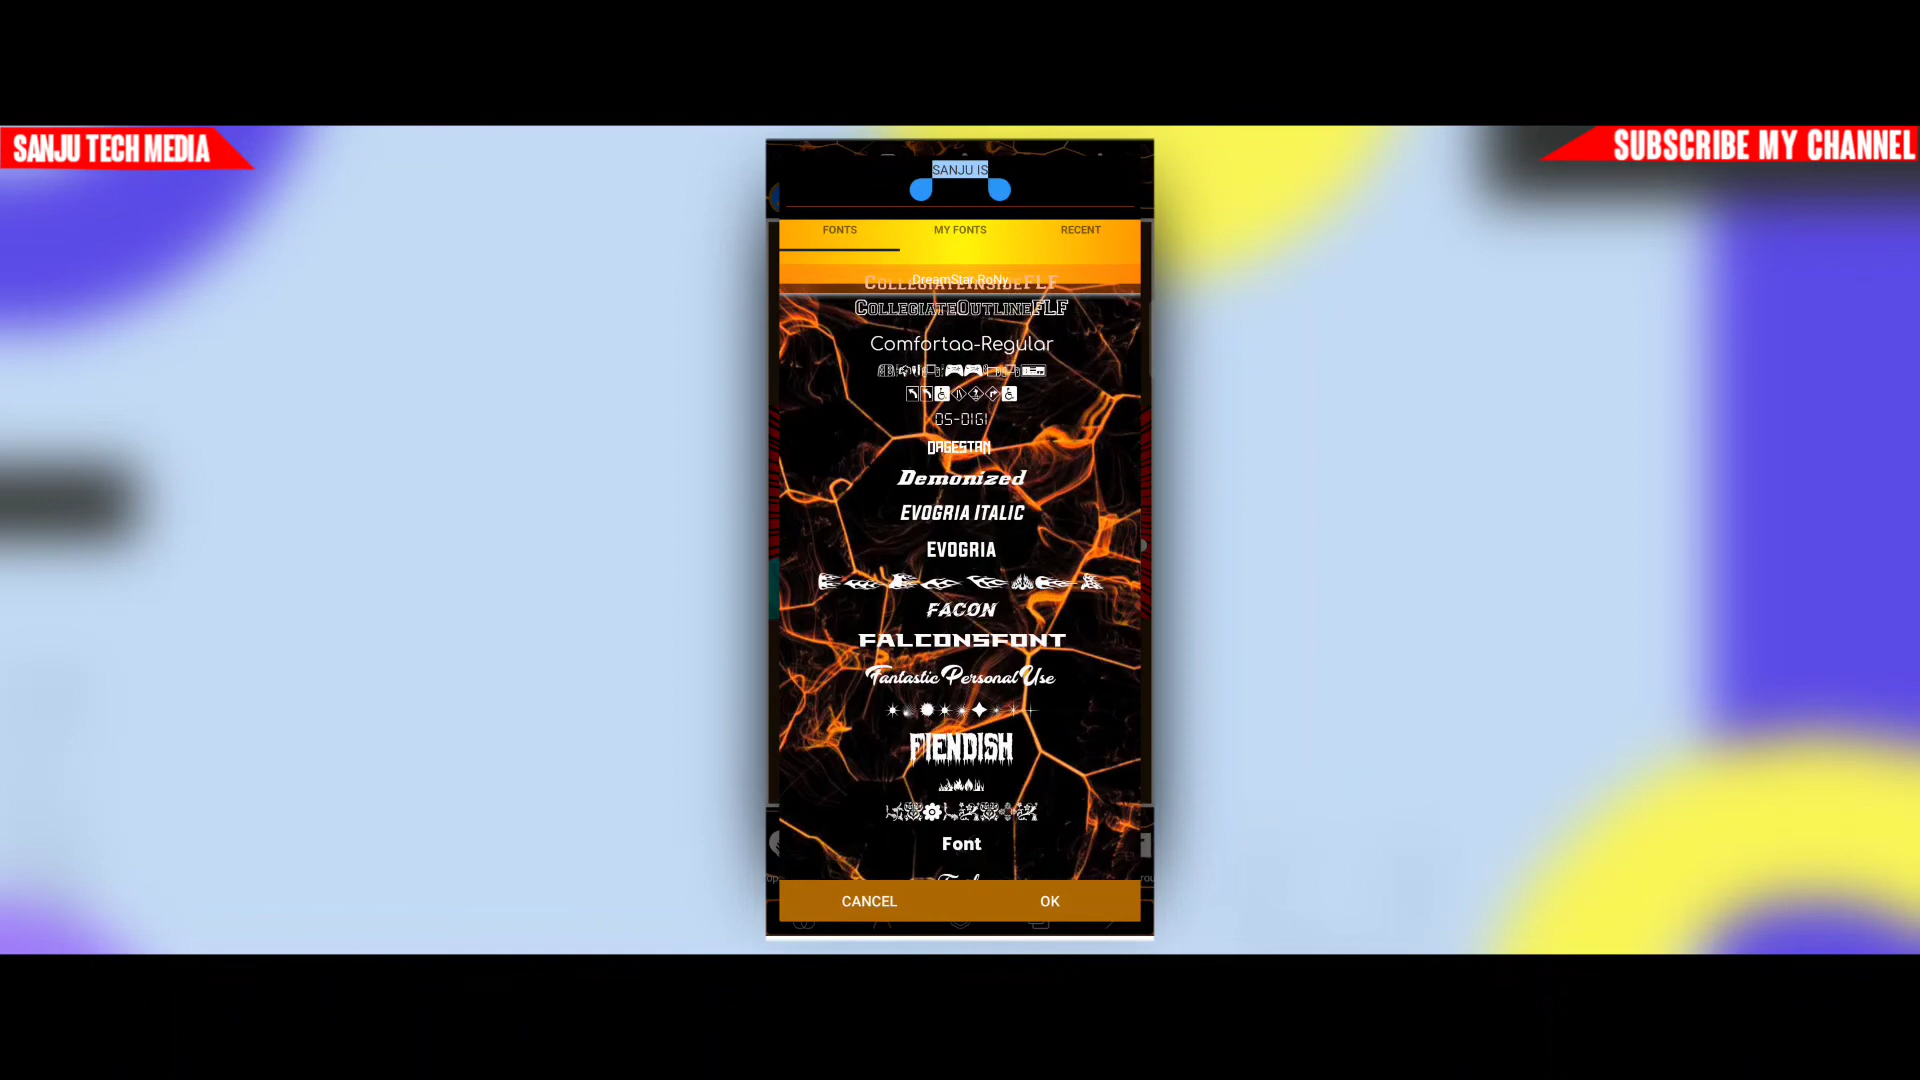 SANJU TECH MEDIA
SUBSCRIBE MY CHANNEL
SANJU IS
FONTS
MY FONTS
RECENT
DreamStar RoNy
CollegiateInsideFLF
CollegiateOutlineFLF
Comfortaa-Regular
DS-DIGI
DAGESTAN
Demonized
EVOGRIA ITALIC
EVOGRIA
FACON
FALCONSFONT
Fantastic Personal Use
FIENDISH
Font
CANCEL
OK